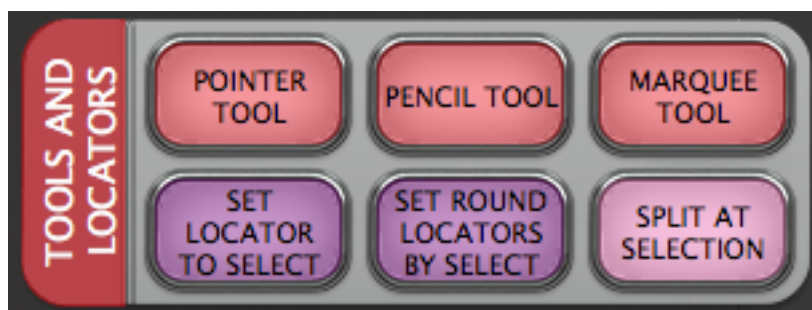 TOOLS AND
LOCATORS
POINTER
TOOL
PENCIL TOOL
MARQUEE
TOOL
SET
LOCATOR
TO SELECT
SET ROUND
LOCATORS
BY SELECT
SPLIT AT
SELECTION